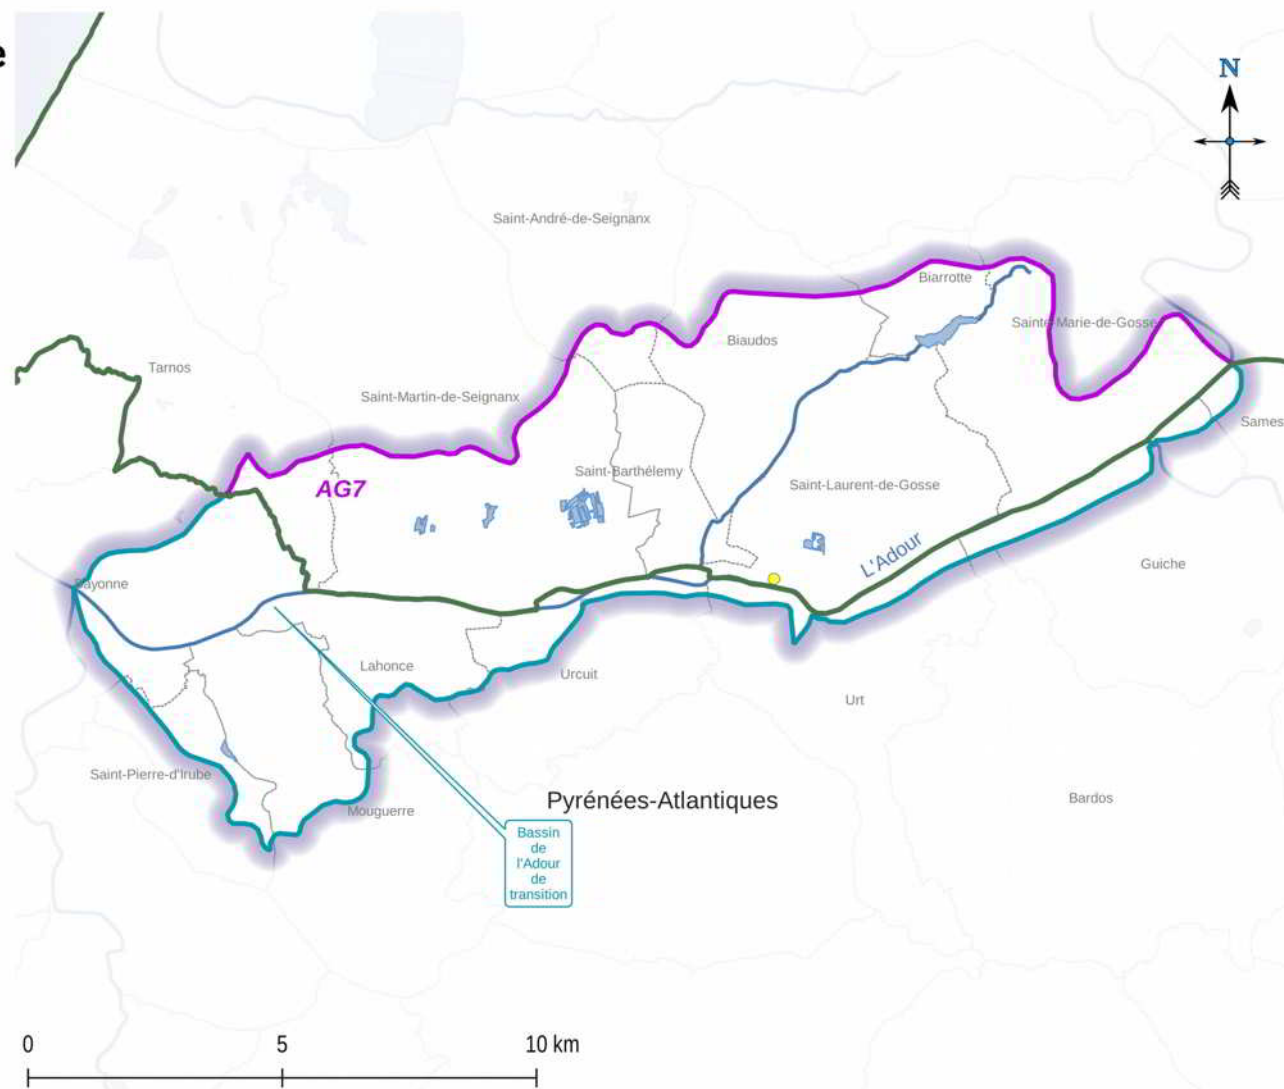 e
N
Saint-André-de-Seignanx
Biarrotte
Sainte-Marie-de-Gosse
Biaudos
Tarnos
Saint-Martin-de-Seignanx
Sames
Saint-Barthélemy
AG7
Saint-Laurent-de-Gosse
L'Adour
Guiche
Bayonne
Lahonce
Urcuit
Urt
Saint-Pierre-d'Irube
Pyrénées-Atlantiques
Bardos
Mouguerre
Bassin
de
l'Adour
de
transition
0 5 10 km